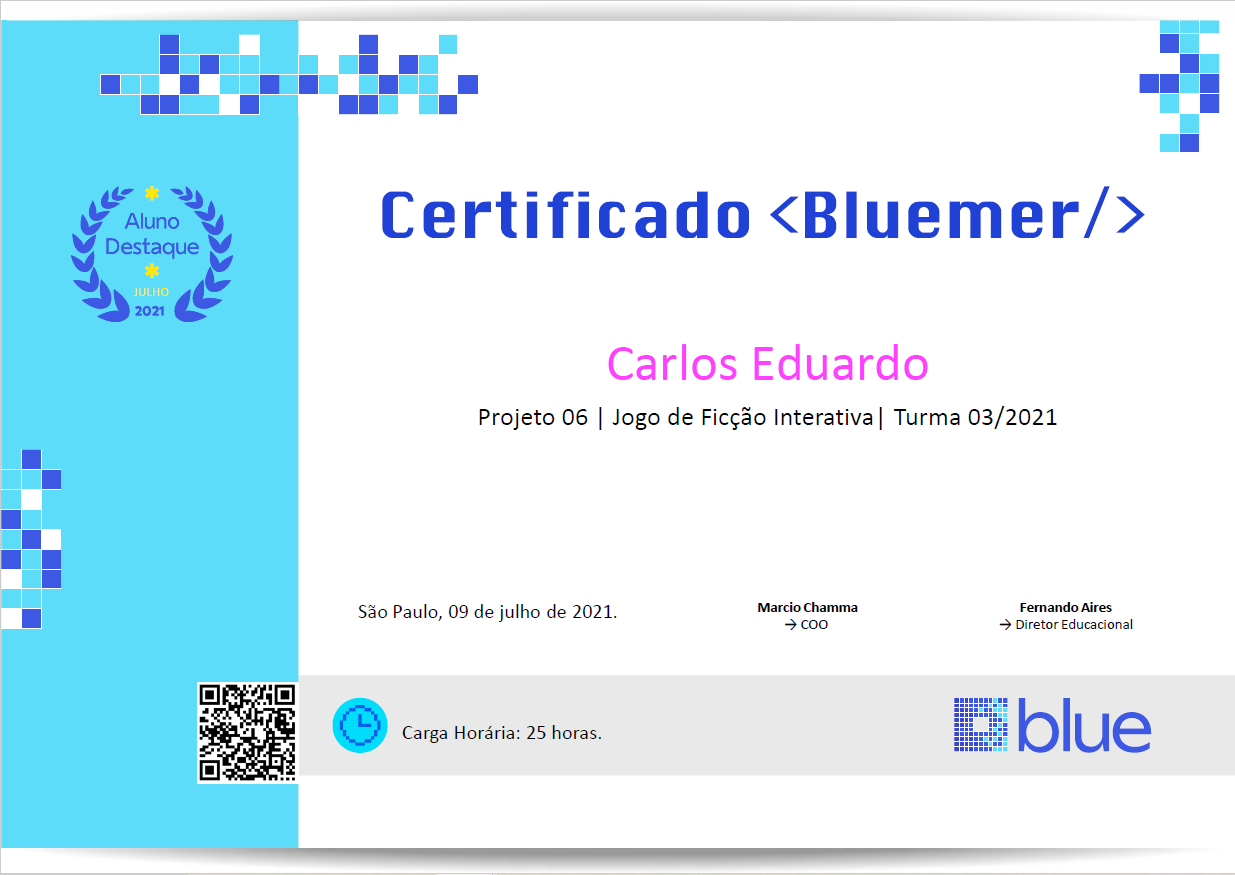 Certificado <Bluemer/>
Aluno
Destaque
JULHO
2021
Carlos Eduardo
Projeto 06 | Jogo de Ficção Interativa| Turma 03/2021
São Paulo, 09 de julho de 2021.
Marcio Chamma
→ COO
Fernando Aires
→ Diretor Educacional
Carga Horária: 25 horas.
blue